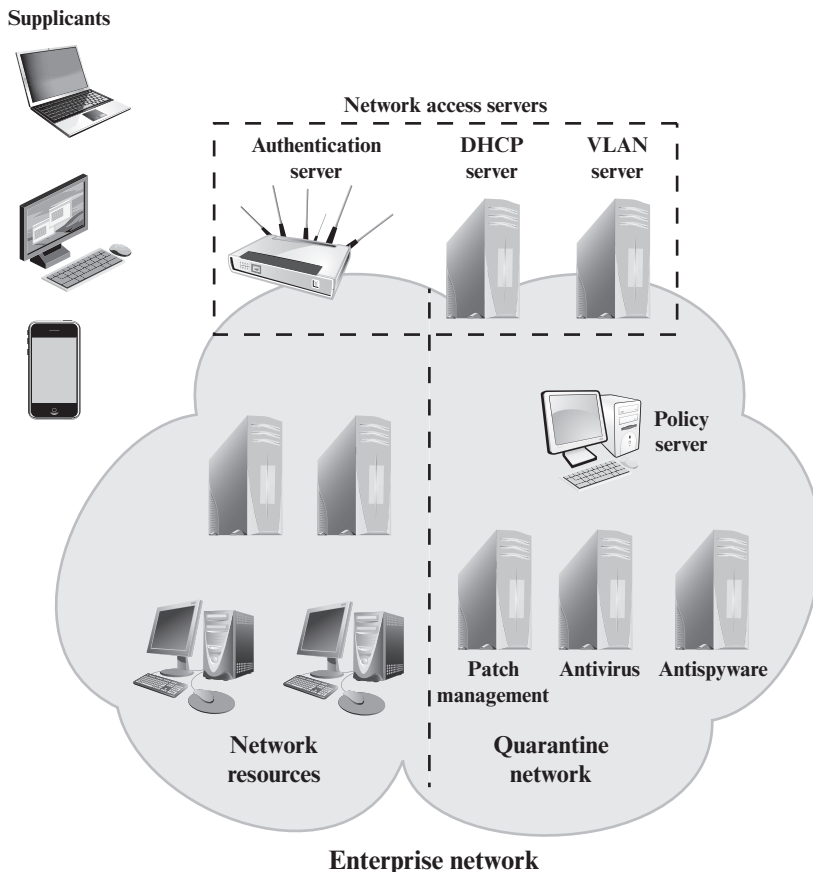 Supplicants
Network access servers
Authentication
server
DHCP
server
VLAN
server
Policy
server
Patch
management
Antivirus
Antispyware
Network
resources
Quarantine
network
Enterprise network